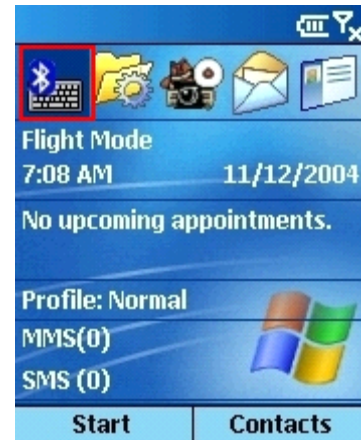 Flight Mode
7:08 AM 11/12/2004
No upcoming appointments.
Profile: Normal
MMS(0)
SMS (0)
Start Contacts